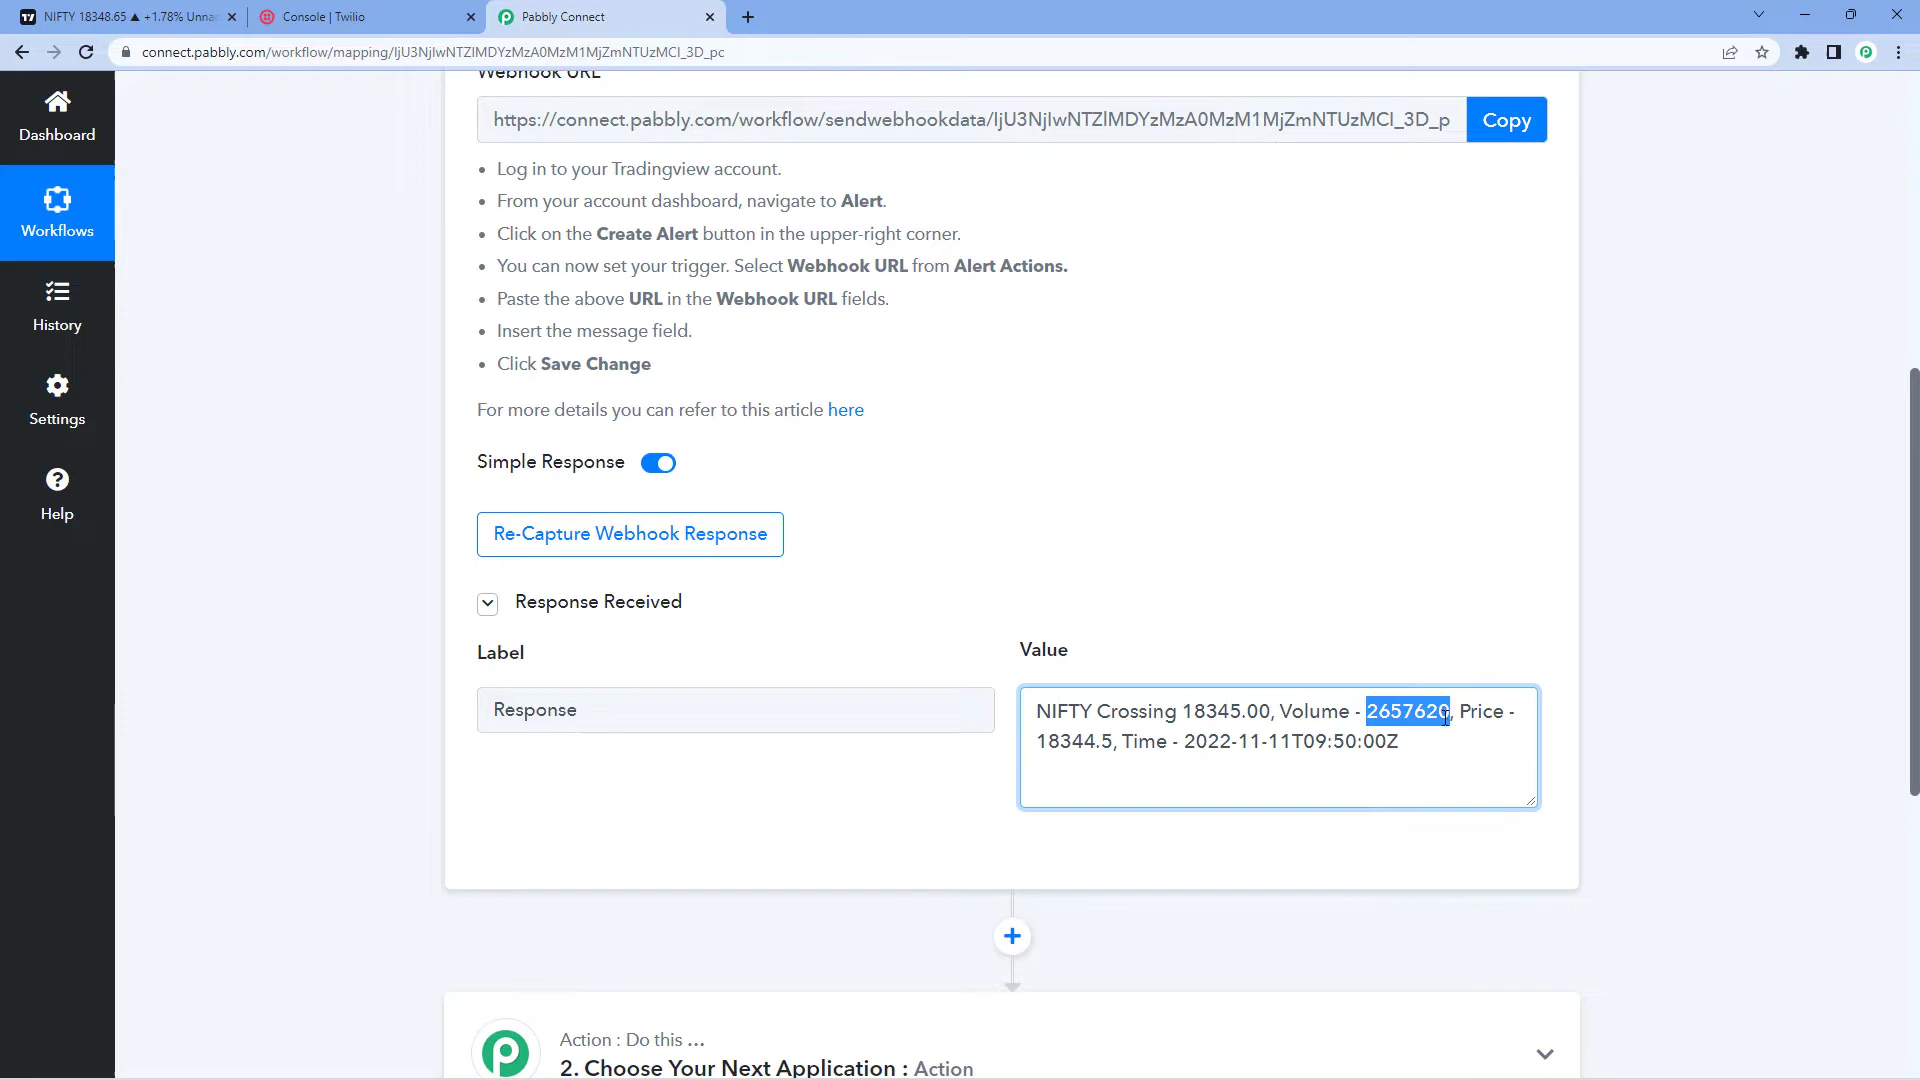 NIFTY 18348.65 ▲ +1.78% Unna
Console | Twilio
Pabbly Connect
connect.pabbly.com/workflow/mapping/IjU3NjIwNTZlMDYzMzA0MzM1MjZmNTUzMCI_3D_pc
Dashboard
Workflows
History
Settings
Help
Webhook URL
https://connect.pabbly.com/workflow/sendwebhookdata/IjU3NjIwNTZlMDYzMzA0MzM1MjZmNTUzMCI_3D_p
Copy
• Log in to your Tradingview account.
• From your account dashboard, navigate to Alert.
• Click on the Create Alert button in the upper-right corner.
• You can now set your trigger. Select Webhook URL from Alert Actions.
• Paste the above URL in the Webhook URL fields.
• Insert the message field.
• Click Save Change
For more details you can refer to this article here
Simple Response
Re-Capture Webhook Response
Response Received
Label
Value
Response
NIFTY Crossing 18345.00, Volume - 2657620, Price -
18344.5, Time - 2022-11-11T09:50:00Z
Action : Do this ...
2. Choose Your Next Application : Action